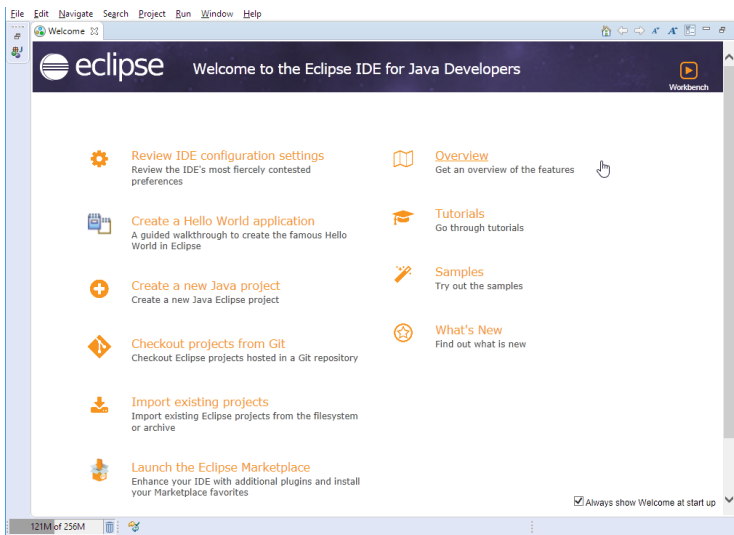 File Edit Navigate Search Project Run Window Help
Welcome
eclipse Welcome to the Eclipse IDE for Java Developers
Workbench
Review IDE configuration settings
Review the IDE's most fiercely contested
preferences
Create a Hello World application
A guided walkthrough to create the famous Hello
World in Eclipse
Create a new Java project
Create a new Java Eclipse project
Checkout projects from Git
Checkout Eclipse projects hosted in a Git repository
Import existing projects
Import existing Eclipse projects from the filesystem
or archive
Launch the Eclipse Marketplace
Enhance your IDE with additional plugins and install
your Marketplace favorites
Overview
Get an overview of the features
Tutorials
Go through tutorials
Samples
Try out the samples
What's New
Find out what is new
Always show Welcome at start up
121M of 256M